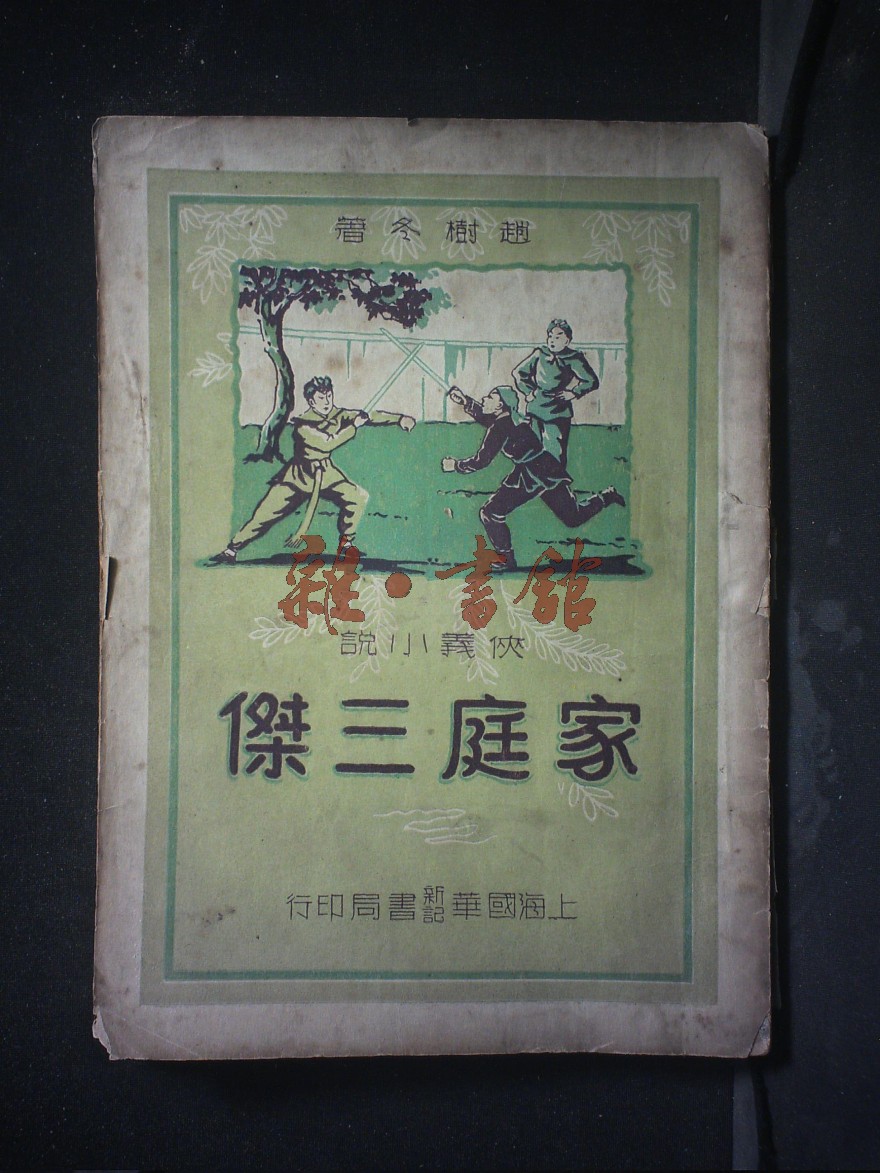 趙樹冬著
雜·書館
俠義小說
家庭三傑
上海國華新記書局印行